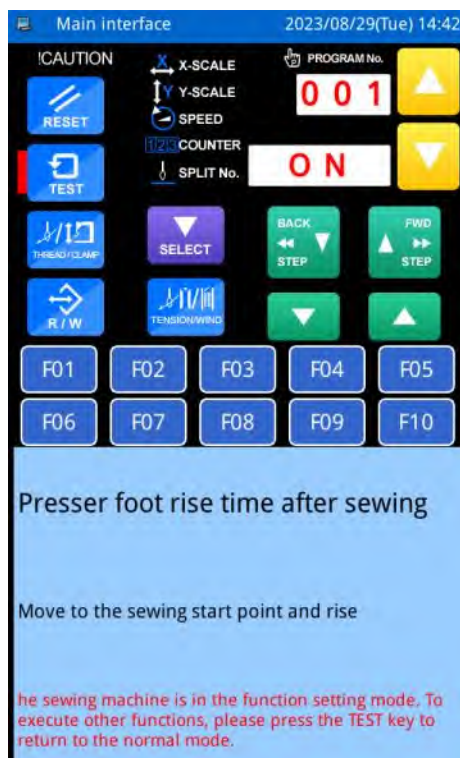 Main interface 2023/08/29(Tue) 14:42
!CAUTION
X X-SCALE
PROGRAM No.
Y Y-SCALE
0 0 1
RESET
SPEED
123 COUNTER
TEST
SPLIT No.
O N
THREAD/CLAMP
SELECT
BACK
STEP
FWD
STEP
R / W
TENSION/WIND
F01 F02 F03 F04 F05
F06 F07 F08 F09 F10
Presser foot rise time after sewing
Move to the sewing start point and rise
he sewing machine is in the function setting mode. To
execute other functions, please press the TEST key to
return to the normal mode.